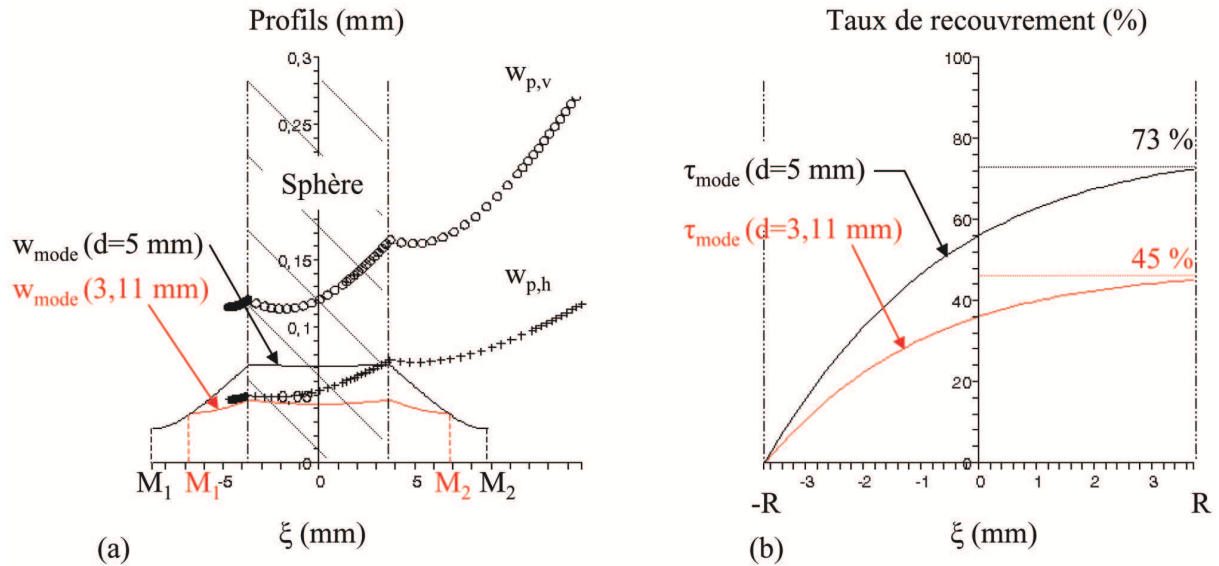 Profils (mm)
0,3
0,25
w_p,v
Sphère
0,15
w_mode (d=5 mm)
w_mode (3,11 mm)
w_p,h
0,1
0,05
0
M_1
M_1
-5
0
5
M_2
M_2
ξ (mm)
(a)
Taux de recouvrement (%)
100
80
73 %
τ_mode (d=5 mm)
60
τ_mode (d=3,11 mm)
45 %
40
20
0
-3
-2
-1
0
1
2
3
-R
R
ξ (mm)
(b)